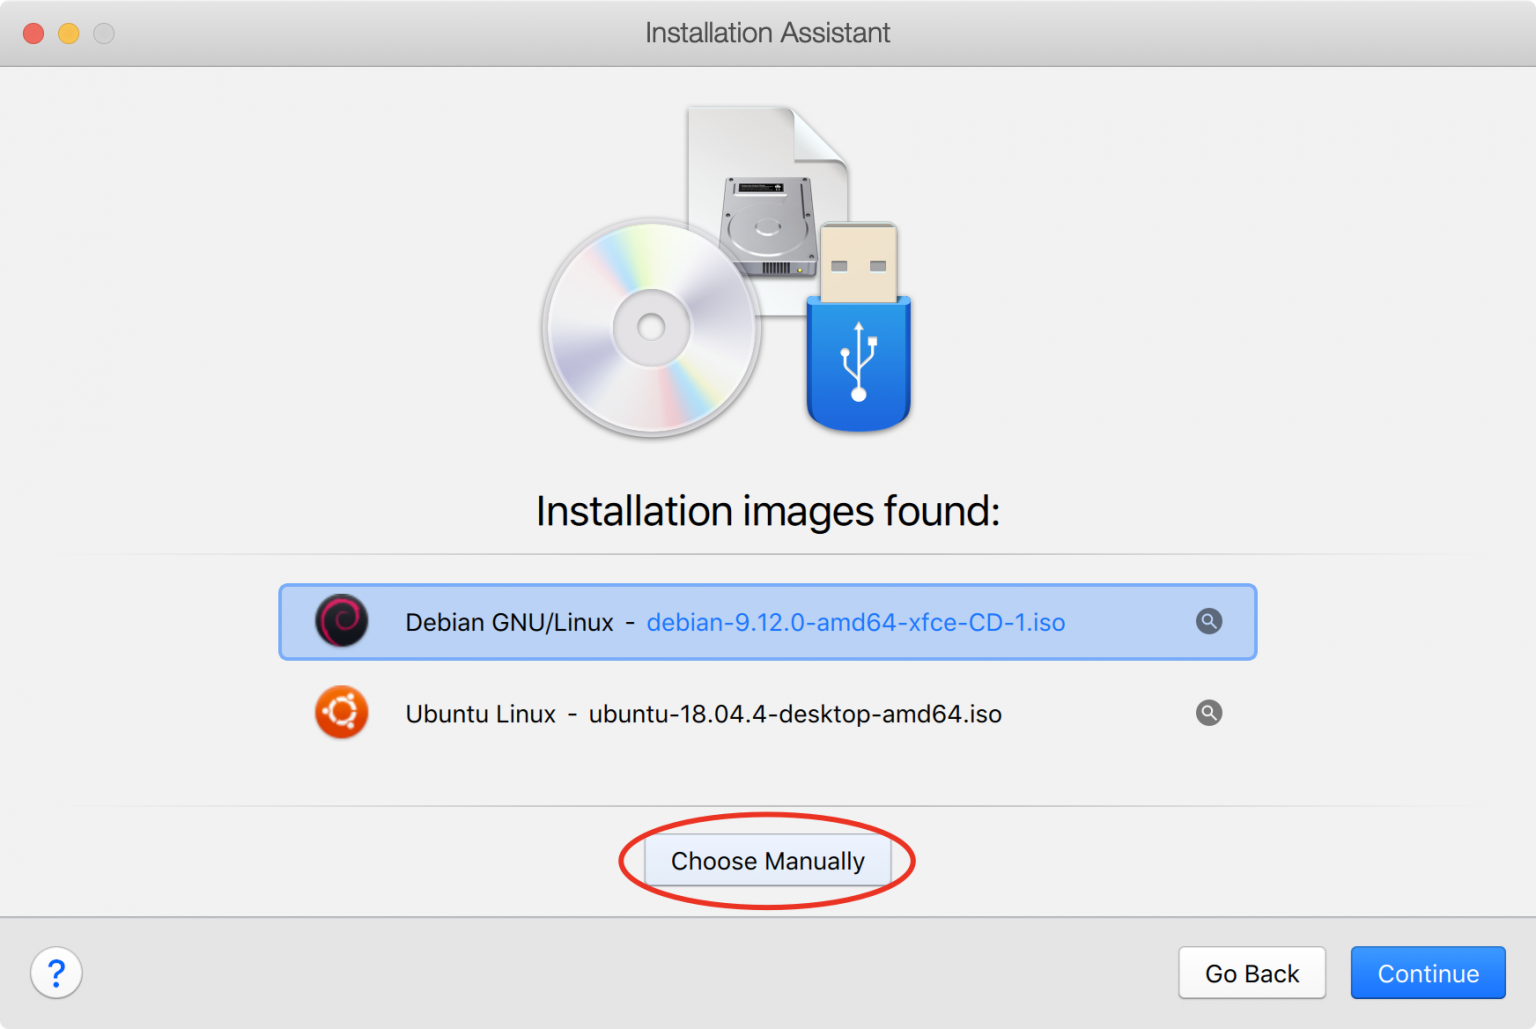 Installation Assistant
Installation images found:
Debian GNU/Linux - debian-9.12.0-amd64-xfce-CD-1.iso
Ubuntu Linux - ubuntu-18.04.4-desktop-amd64.iso
Choose Manually
?
Go Back
Continue